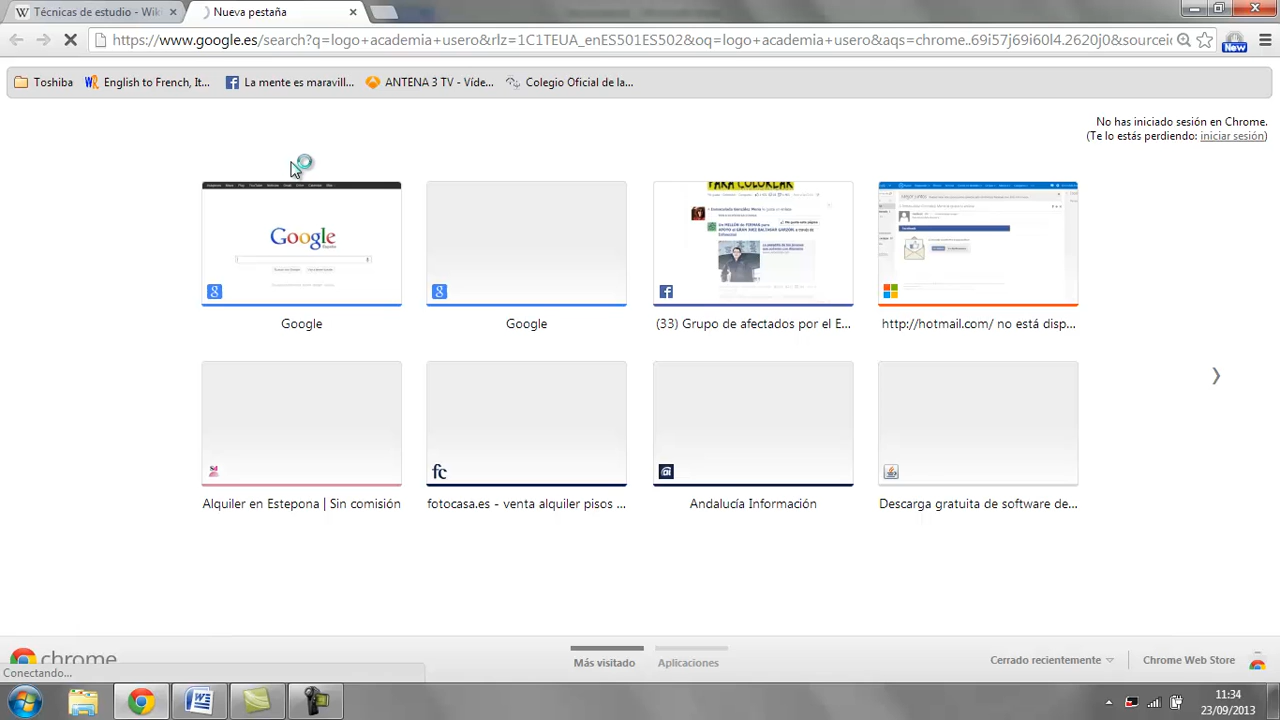 Técnicas de estudio - Wiki
Nueva pestaña
https://www.google.es/search?q=logo+academia+usero&rlz=1C1TEUA_enES501ES502&oq=logo+academia+usero&aqs=chrome..69i57j69i60l4.2620j0&sourceic
Now
Toshiba
English to French, It...
La mente es maravill...
ANTENA 3 TV - Víde...
Colegio Oficial de la...
No has iniciado sesión en Chrome.
(Te lo estás perdiendo: iniciar sesión)
PARA COLOREAR
Google
Google
Google
(33) Grupo de afectados por el E...
http://hotmail.com/ no está disp...
fc
Alquiler en Estepona | Sin comisión
fotocasa.es - venta alquiler pisos ...
Andalucía Información
Descarga gratuita de software de...
chrome
Conectando...
Más visitado
Aplicaciones
Cerrado recientemente
Chrome Web Store
11:34
23/09/2013